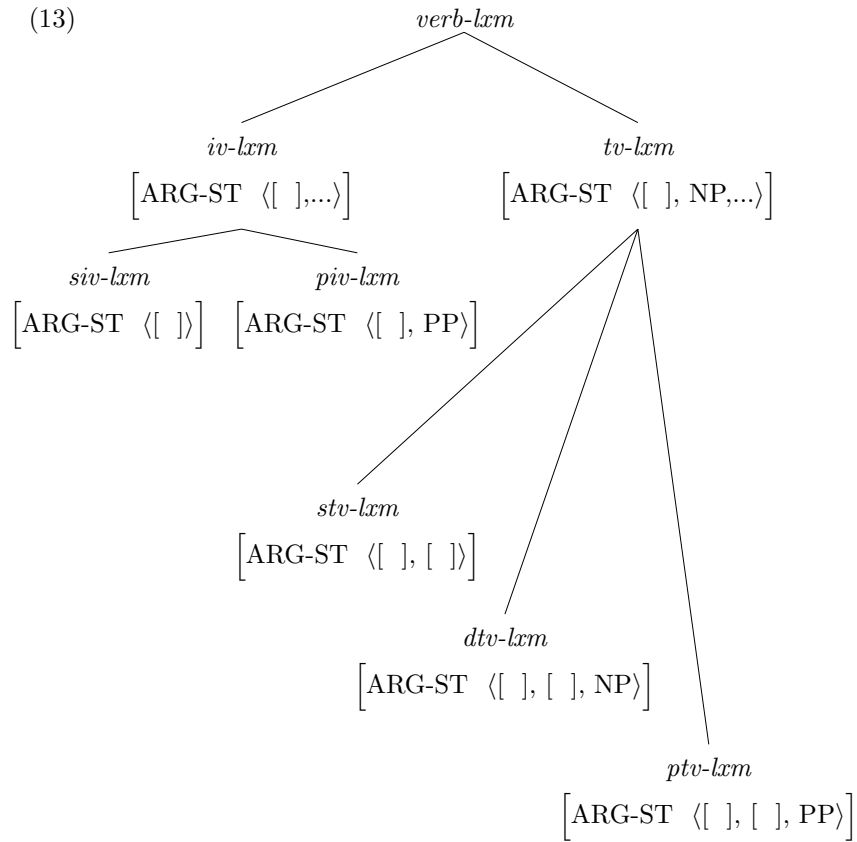 (13) verb-lxm
iv-lxm tv-lxm
[ARG-ST ⟨[ ],...⟩] [ARG-ST ⟨[ ], NP,...⟩]
siv-lxm piv-lxm
[ARG-ST ⟨[ ]⟩] [ARG-ST ⟨[ ], PP⟩]
stv-lxm
[ARG-ST ⟨[ ], [ ]⟩]
dtv-lxm
[ARG-ST ⟨[ ], [ ], NP⟩]
ptv-lxm
[ARG-ST ⟨[ ], [ ], PP⟩]